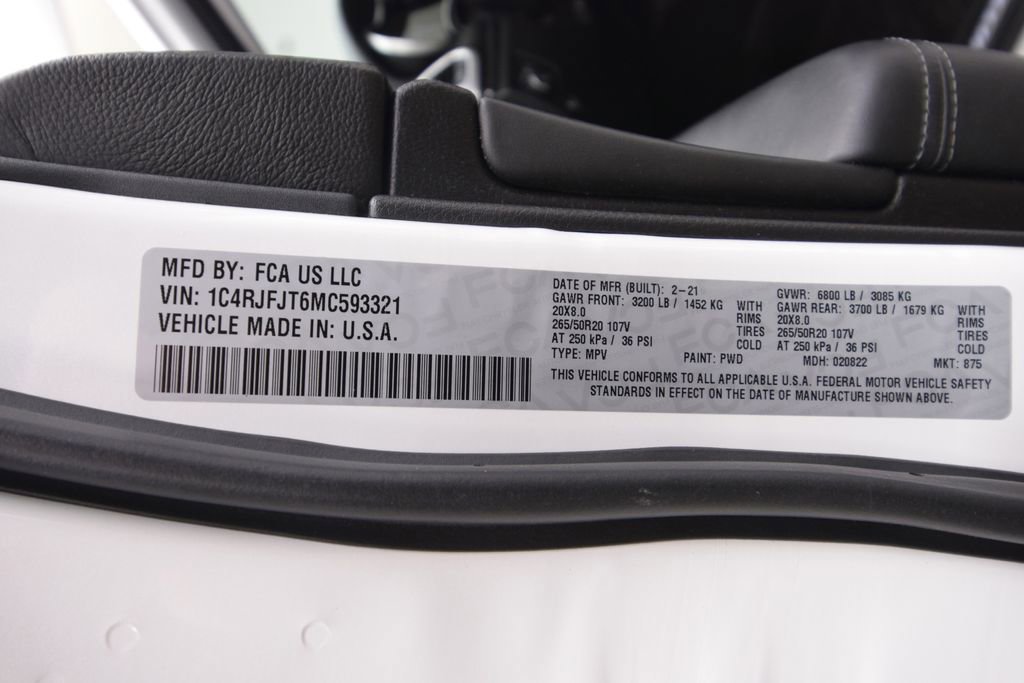 MFD BY: FCA US LLC
VIN: 1C4RJFJT6MC593321
VEHICLE MADE IN: U.S.A.
DATE OF MFR (BUILT): 2-21
GAWR FRONT: 3200 LB / 1452 KG WITH
20X8.0 RIMS
265/50R20 107V TIRES
AT 250 kPa / 36 PSI COLD
TYPE: MPV PAINT: PWD
GVWR: 6800 LB / 3085 KG
GAWR REAR: 3700 LB / 1679 KG WITH
20X8.0 RIMS
265/50R20 107V TIRES
AT 250 kPa / 36 PSI COLD
MDH: 020822 MKT: 875
THIS VEHICLE CONFORMS TO ALL APPLICABLE U.S.A. FEDERAL MOTOR VEHICLE SAFETY
STANDARDS IN EFFECT ON THE DATE OF MANUFACTURE SHOWN ABOVE.